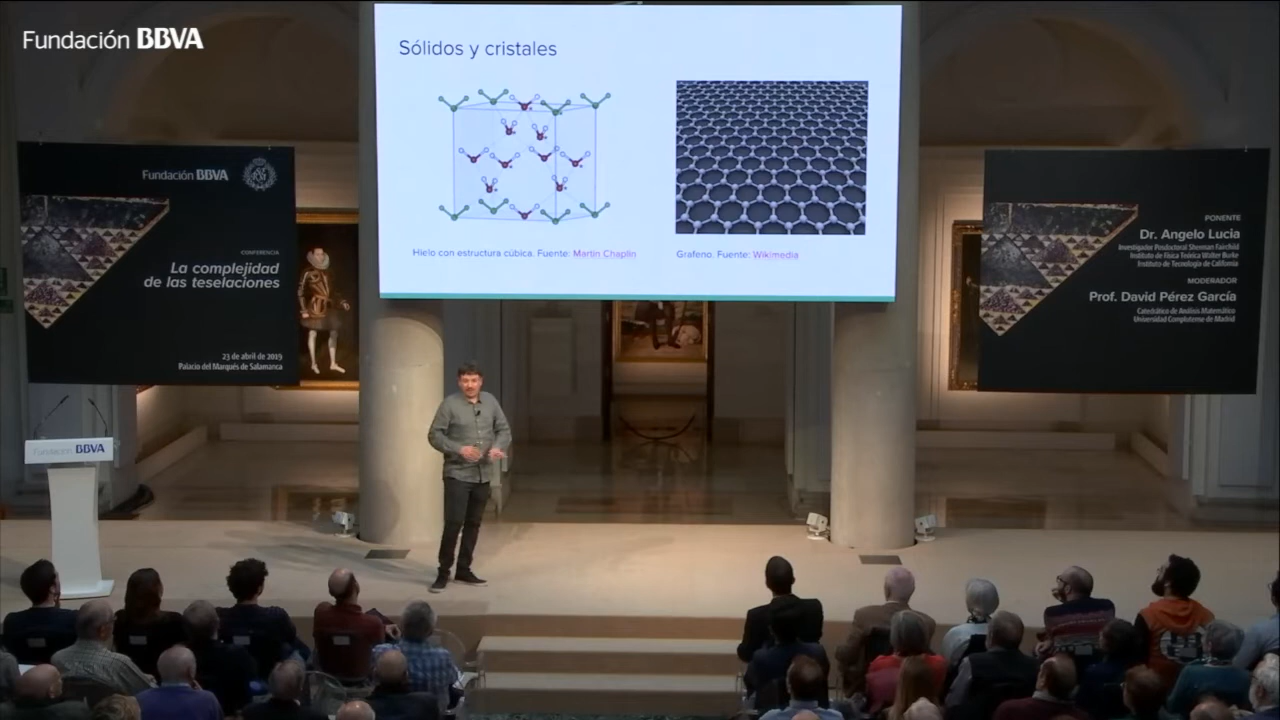 Fundación BBVA
Sólidos y cristales
Hielo con estructura cúbica. Fuente: Martin Chaplin
Grafeno. Fuente: Wikimedia
Fundación BBVA
CONFERENCIA
La complejidad
de las teselaciones
23 de abril de 2019
Palacio del Marqués de Salamanca
PONENTE
Dr. Angelo Lucia
Investigador Posdoctoral Sherman Fairchild
Instituto de Física Teórica Walter Burke
Instituto de Tecnología de California
MODERADOR
Prof. David Pérez García
Catedrático de Análisis Matemático
Universidad Complutense de Madrid
Fundación BBVA